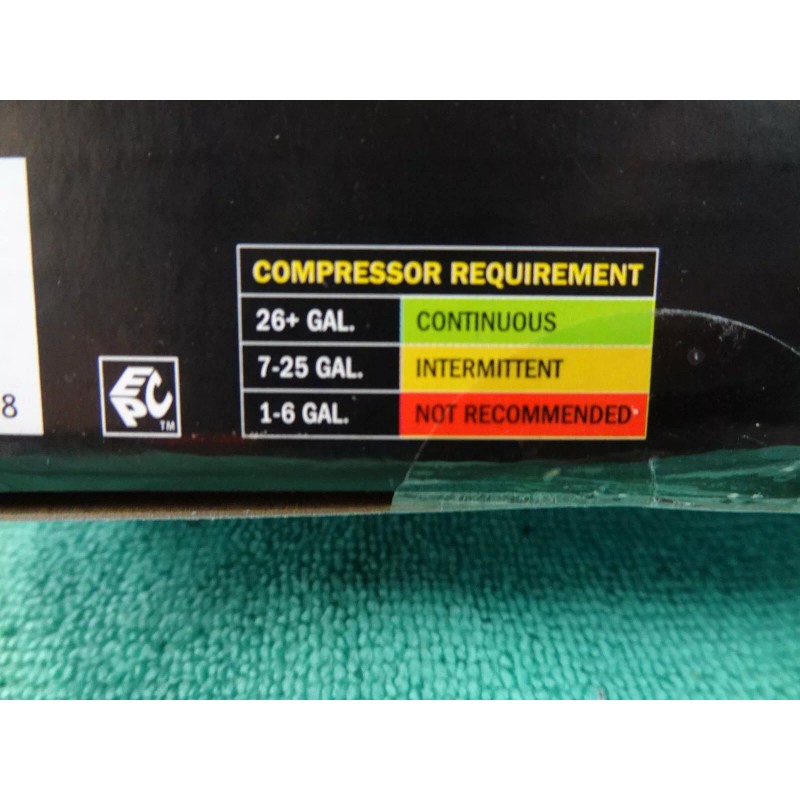 COMPRESSOR REQUIREMENT
26+ GAL. CONTINUOUS
7-25 GAL. INTERMITTENT
1-6 GAL. NOT RECOMMENDED
8
EPC
TM